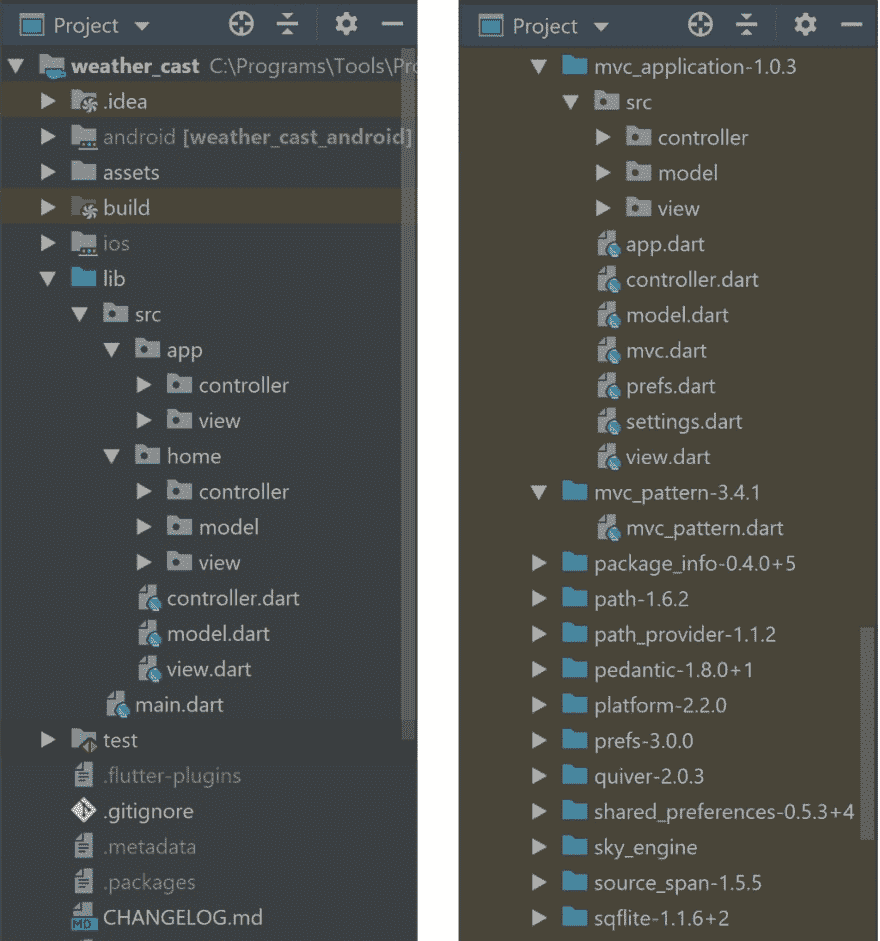 Project
weather_cast C:\Programs\Tools\Pro
.idea
android [weather_cast_android]
assets
build
ios
lib
src
app
controller
view
home
controller
model
view
controller.dart
model.dart
view.dart
main.dart
test
.flutter-plugins
.gitignore
.metadata
.packages
MD CHANGELOG.md
Project
mvc_application-1.0.3
src
controller
model
view
app.dart
controller.dart
model.dart
mvc.dart
prefs.dart
settings.dart
view.dart
mvc_pattern-3.4.1
mvc_pattern.dart
package_info-0.4.0+5
path-1.6.2
path_provider-1.1.2
pedantic-1.8.0+1
platform-2.2.0
prefs-3.0.0
quiver-2.0.3
shared_preferences-0.5.3+4
sky_engine
source_span-1.5.5
sqflite-1.1.6+2